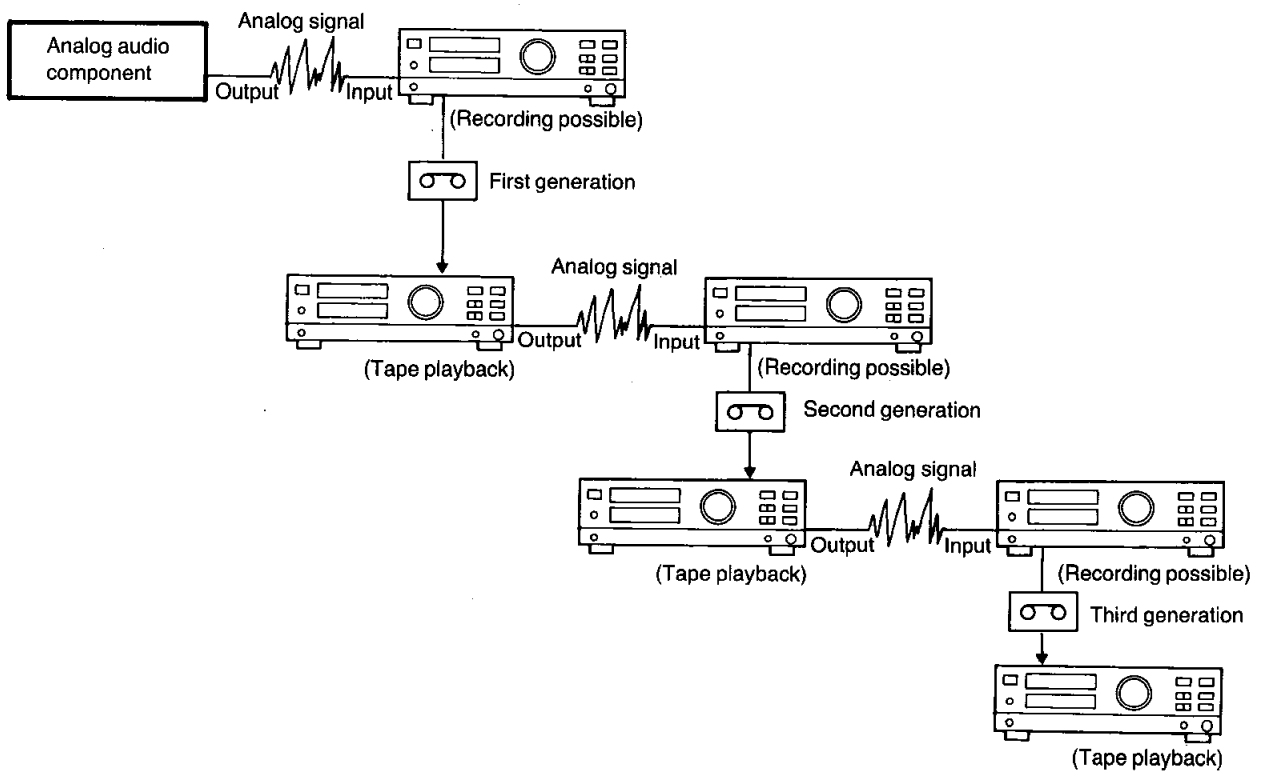 Analog signal
Analog audio
component
Output
Input
(Recording possible)
First generation
Analog signal
Output
Input
(Tape playback)
(Recording possible)
Second generation
Analog signal
Output
Input
(Tape playback)
(Recording possible)
Third generation
(Tape playback)